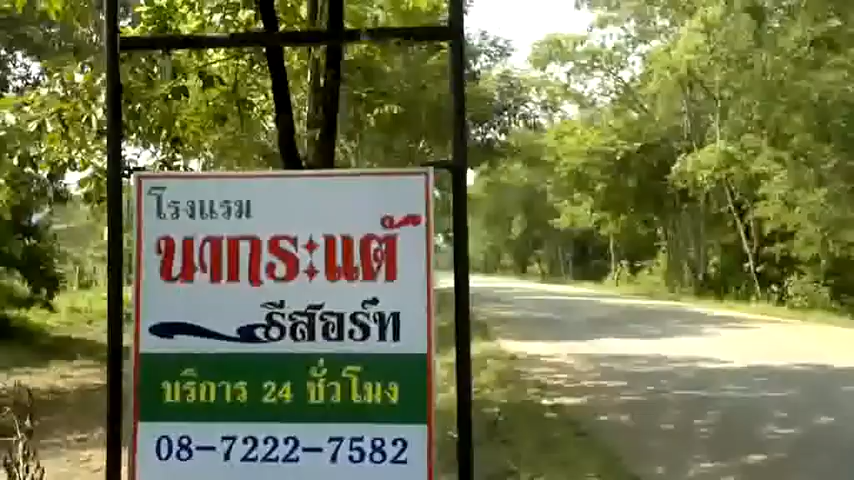 โรงแรม
นากระแต้
รีสอร์ท
บริการ 24 ชั่วโมง
08-7222-7582